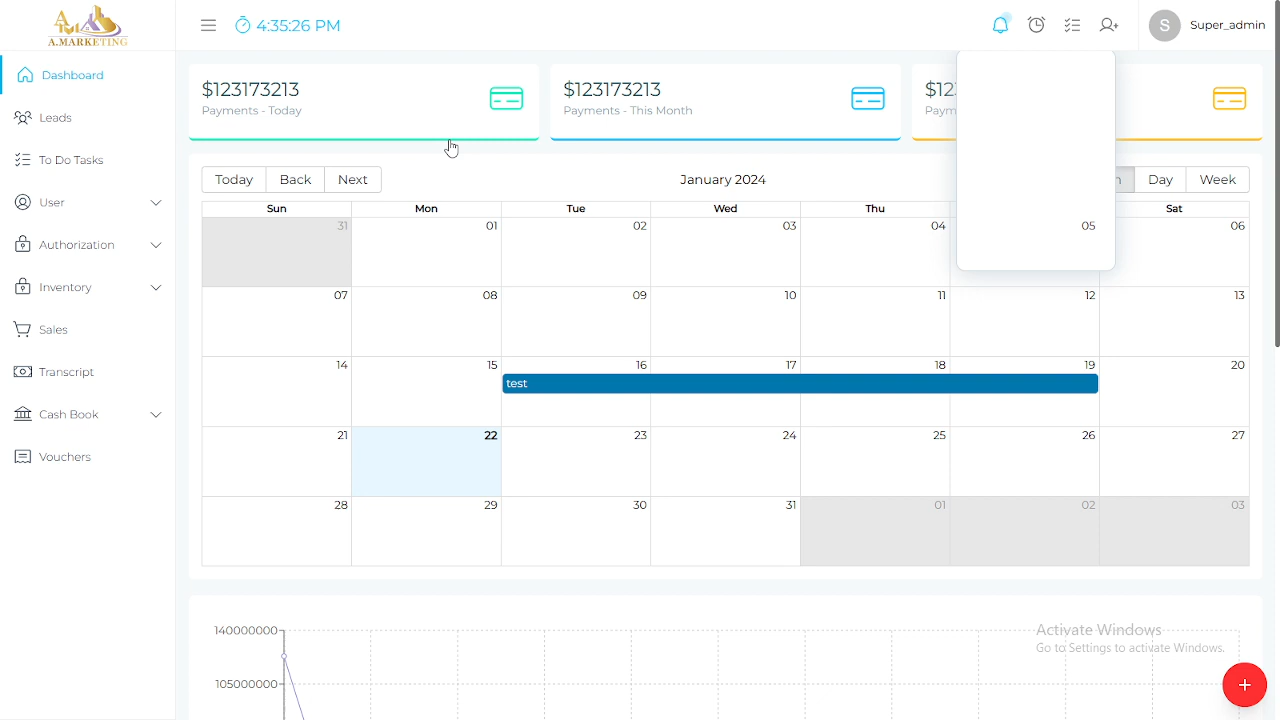 A.MARKETING
4:35:26 PM
S
Super_admin
Dashboard
Leads
To Do Tasks
User
Authorization
Inventory
Sales
Transcript
Cash Book
Vouchers
$123173213
Payments - Today
$123173213
Payments - This Month
$12
Paym
Today Back Next
January 2024
Day Week
Sun Mon Tue Wed Thu Sat
31 01 02 03 04 05 06
07 08 09 10 11 12 13
14 15 16 17 18 19 20
test
21 22 23 24 25 26 27
28 29 30 31 01 02 03
140000000
105000000
Activate Windows
Go to Settings to activate Windows.